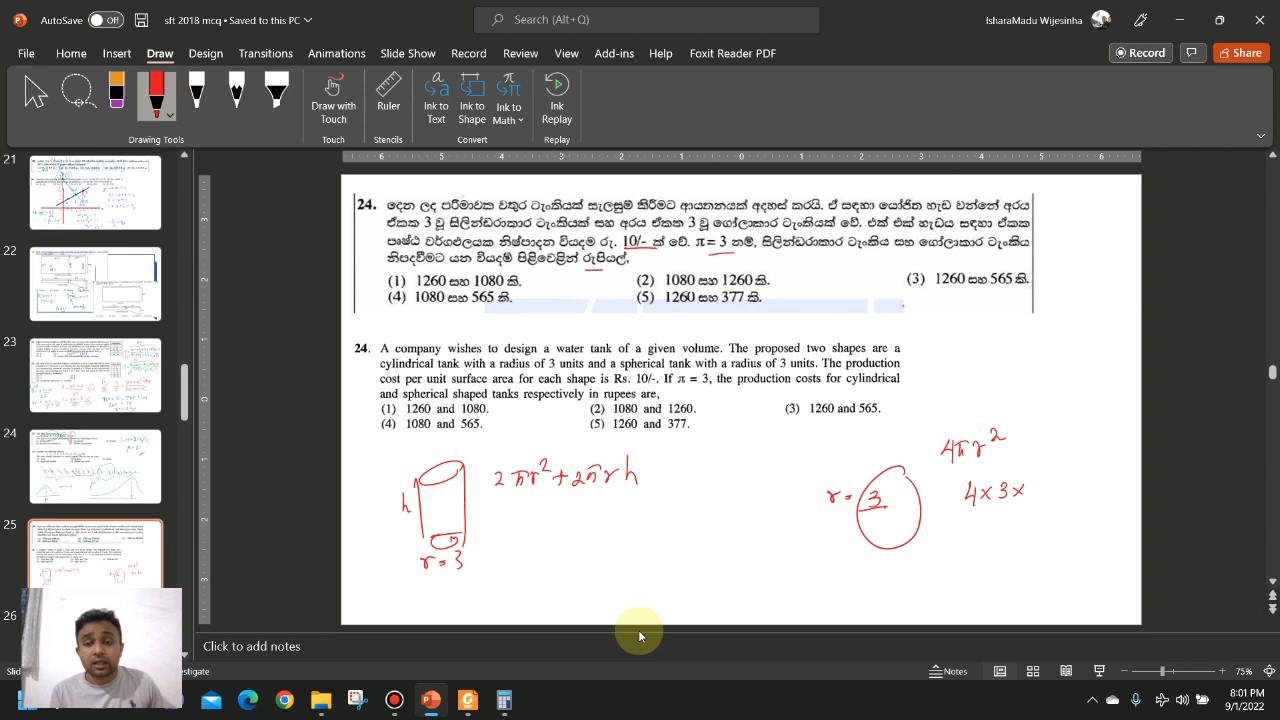 AutoSave Off sft 2018 mcq • Saved to this PC Search (Alt+Q) IsharaMadu Wijesinha
File Home Insert Draw Design Transitions Animations Slide Show Record Review View Add-ins Help Foxit Reader PDF Record Share
Draw with Touch Ruler Ink to Text Ink to Shape Ink to Math Ink Replay
Drawing Tools Touch Stencils Convert Replay
21
22
23
24
25
26
24. දෙන ලද පරිමාවකින් යුත් ටැංකියක් සැලසුම් කිරීමට ආයතනයක් අදහස් කරයි. ඒ සඳහා යෝජිත හැඩ වන්නේ අරය
ඒකක 3 වූ සිලින්ඩරාකාර ටැංකියක් සහ අරය ඒකක 3 වූ ගෝලාකාර ටැංකියක් වේ. එක් එක් හැඩය සඳහා ඒකක
පෘෂ්ඨ වර්ගඵලයක නිෂ්පාදන වියදම රු. 10/- ක් වේ. π = 3 නම්, සිලින්ඩරාකාර ටැංකිය සහ ගෝලාකාර ටැංකිය
නිපදවීමට යන වියදම පිළිවෙළින් රුපියල්,
(1) 1260 සහ 1080 කි. (2) 1080 සහ 1260 කි. (3) 1260 සහ 565 කි.
(4) 1080 සහ 565 කි. (5) 1260 සහ 377 කි.
24. A company wishes to design a tank of a given volume. The proposed two shapes are a
cylindrical tank with a radius of 3 units and a spherical tank with a radius of 3 units. The production
cost per unit surface area for each shape is Rs. 10/-. If π = 3, the production costs for cylindrical
and spherical shaped tanks respectively in rupees are,
(1) 1260 and 1080. (2) 1080 and 1260. (3) 1260 and 565.
(4) 1080 and 565. (5) 1260 and 377.
4πr²
2πr² + 2πrh
h r = 3 4×3×
r = 3
Click to add notes
Notes 75%
8:01 PM
9/1/2022